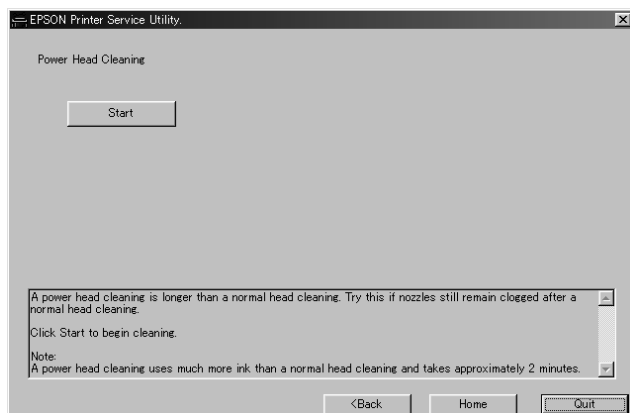 EPSON Printer Service Utility.
Power Head Cleaning
Start
A power head cleaning is longer than a normal head cleaning. Try this if nozzles still remain clogged after a
normal head cleaning.
Click Start to begin cleaning.
Note:
A power head cleaning uses much more ink than a normal head cleaning and takes approximately 2 minutes.
<Back
Home
Quit